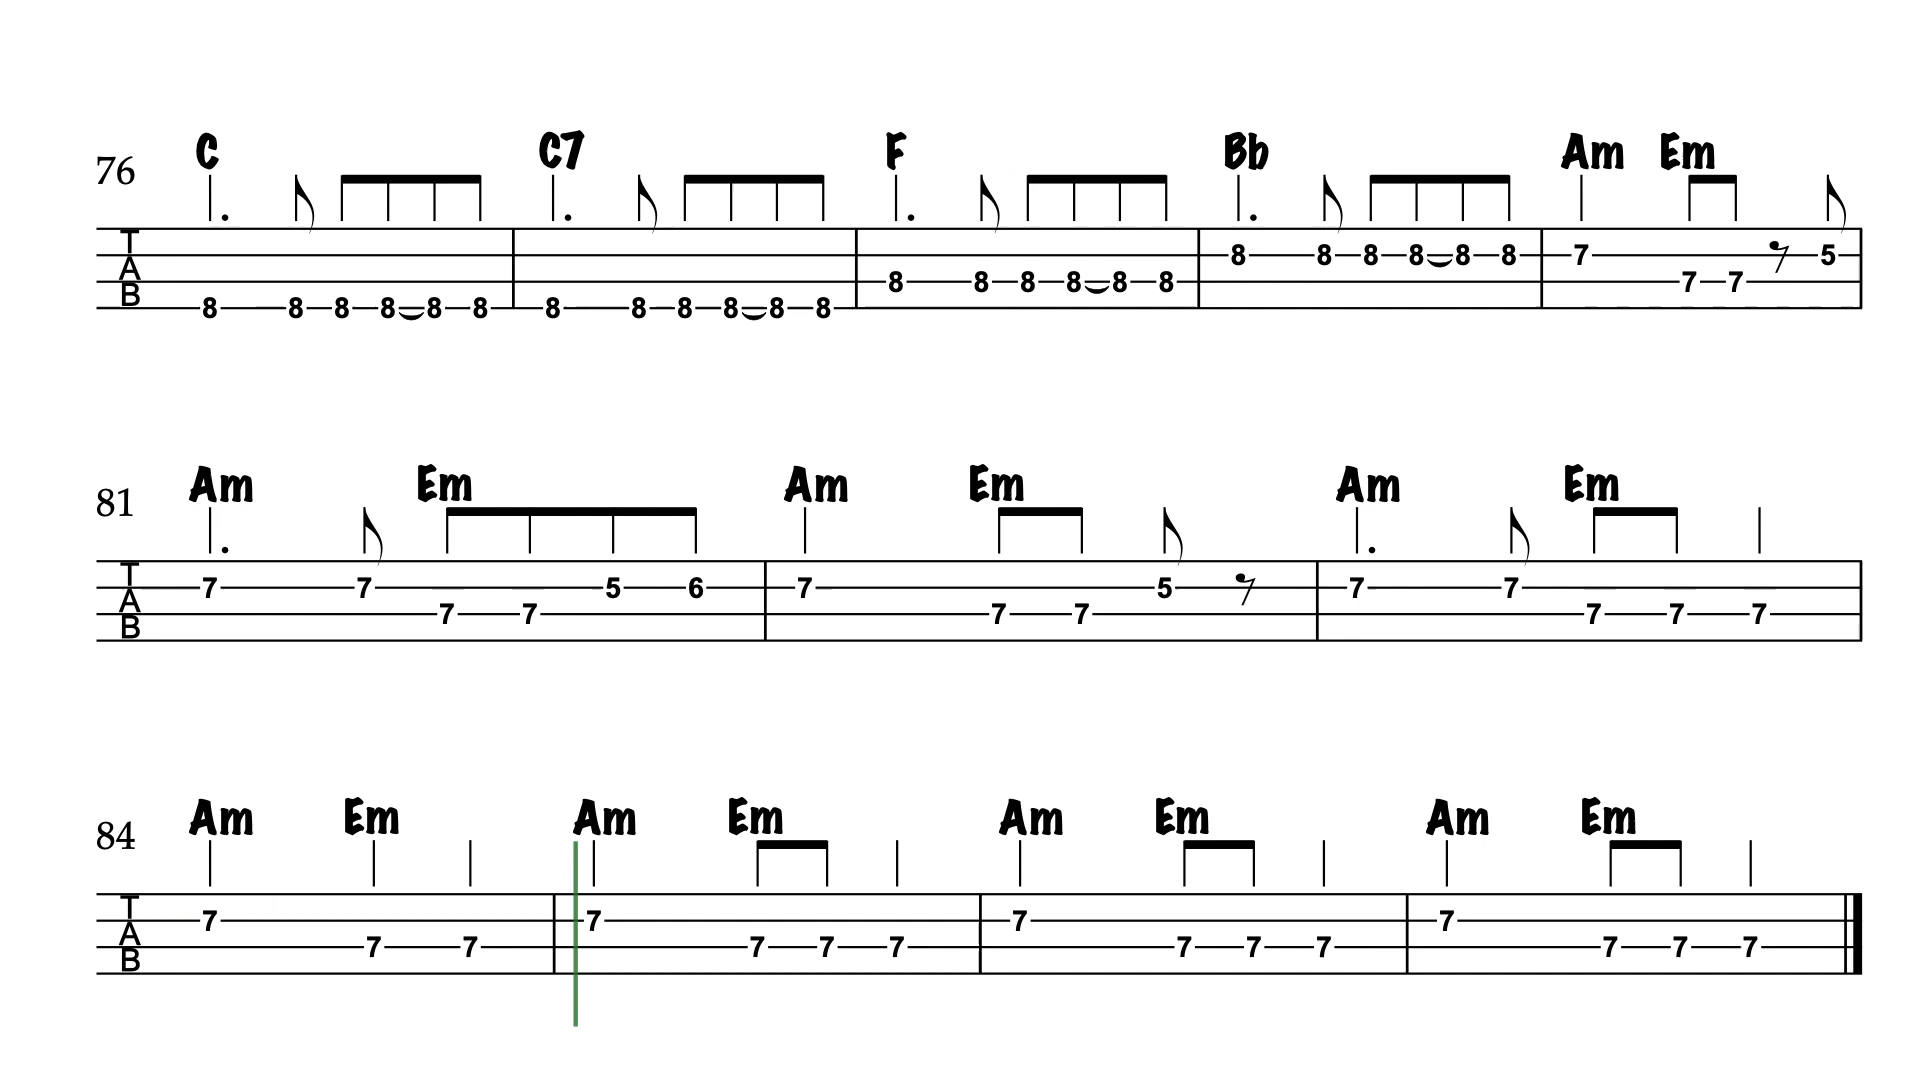 C C7 F Bb Am Em
76
T
A
B
8 8 8 8 8 8 8 8 8 8 8 8 8 8 8 8 8 8 8 8 8 8 8 8 7 7 7 5
Am Em Am Em Am Em
81
T
A
B
7 7 7 7 5 6 7 7 7 5 7 7 7 7 7
Am Em Am Em Am Em Am Em
84
T
A
B
7 7 7 7 7 7 7 7 7 7 7 7 7 7 7